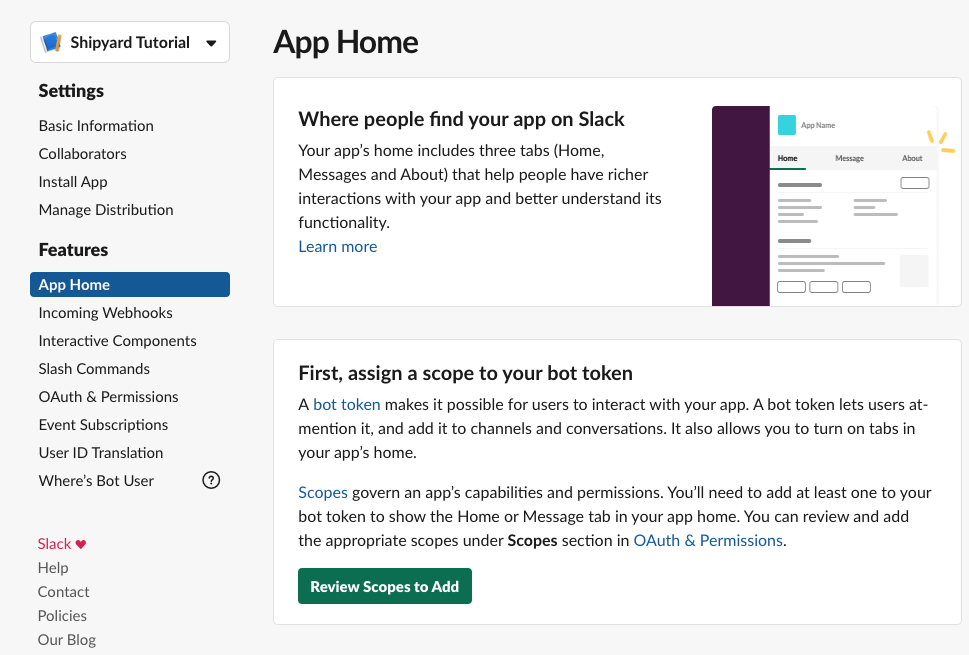 Shipyard Tutorial
Settings
Basic Information
Collaborators
Install App
Manage Distribution
Features
App Home
Incoming Webhooks
Interactive Components
Slash Commands
OAuth & Permissions
Event Subscriptions
User ID Translation
Where's Bot User
?
Slack
Help
Contact
Policies
Our Blog
App Home
Where people find your app on Slack
Your app's home includes three tabs (Home,
Messages and About) that help people have richer
interactions with your app and better understand its
functionality.
Learn more
App Name
Home Message About
First, assign a scope to your bot token
A bot token makes it possible for users to interact with your app. A bot token lets users at-
mention it, and add it to channels and conversations. It also allows you to turn on tabs in
your app's home.
Scopes govern an app's capabilities and permissions. You'll need to add at least one to your
bot token to show the Home or Message tab in your app home. You can review and add
the appropriate scopes under Scopes section in OAuth & Permissions.
Review Scopes to Add